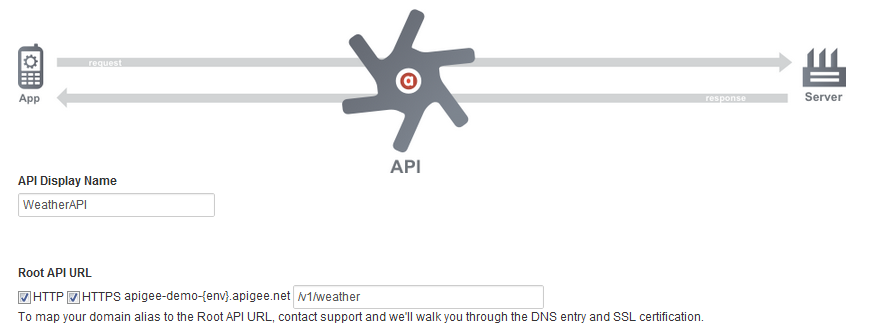 request
a
App
response
Server
API
API Display Name
WeatherAPI
Root API URL
HTTP HTTPS apigee-demo-{env}.apigee.net /v1/weather
To map your domain alias to the Root API URL, contact support and we'll walk you through the DNS entry and SSL certification.